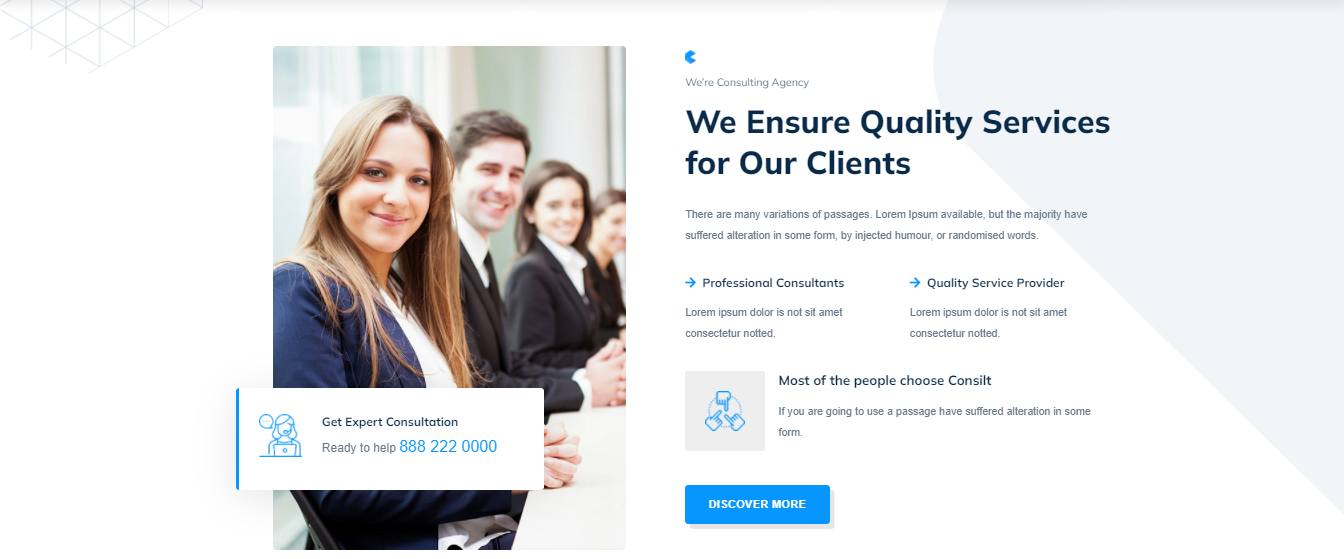 We're Consulting Agency
We Ensure Quality Services
for Our Clients
There are many variations of passages. Lorem Ipsum available, but the majority have
suffered alteration in some form, by injected humour, or randomised words.
Professional Consultants
Lorem ipsum dolor is not sit amet
consectetur notted.
Quality Service Provider
Lorem ipsum dolor is not sit amet
consectetur notted.
Most of the people choose Consilt
If you are going to use a passage have suffered alteration in some
form.
DISCOVER MORE
Get Expert Consultation
Ready to help 888 222 0000